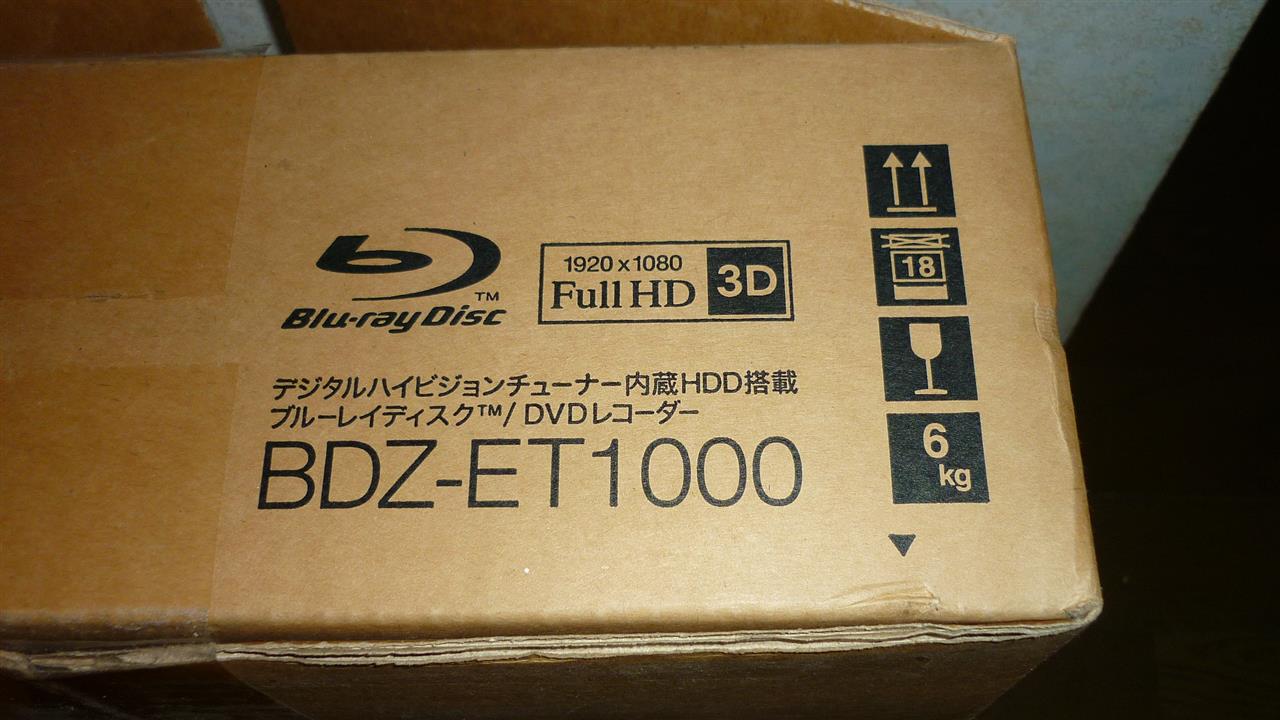 Blu-ray Disc™
1920 x 1080
Full HD
3D
デジタルハイビジョンチューナー内蔵HDD搭載
ブルーレイディスク™/ DVDレコーダー
BDZ-ET1000
18
6
kg